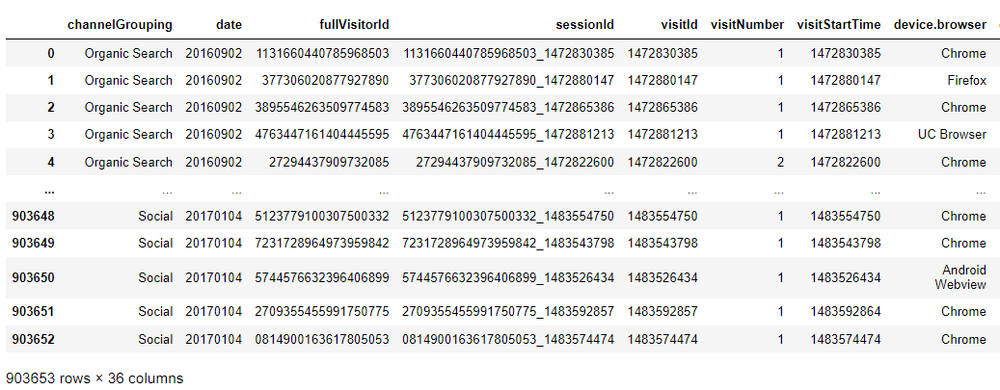 channelGrouping date fullVisitorId sessionId visitId visitNumber visitStartTime device.browser
0 Organic Search 20160902 1131660440785968503 1131660440785968503_1472830385 1472830385 1 1472830385 Chrome
1 Organic Search 20160902 377306020877927890 377306020877927890_1472880147 1472880147 1 1472880147 Firefox
2 Organic Search 20160902 3895546263509774583 3895546263509774583_1472865386 1472865386 1 1472865386 Chrome
3 Organic Search 20160902 4763447161404445595 4763447161404445595_1472881213 1472881213 1 1472881213 UC Browser
4 Organic Search 20160902 27294437909732085 27294437909732085_1472822600 1472822600 2 1472822600 Chrome
... ... ... ... ... ... ... ... ...
903648 Social 20170104 5123779100307500332 5123779100307500332_1483554750 1483554750 1 1483554750 Chrome
903649 Social 20170104 7231728964973959842 7231728964973959842_1483543798 1483543798 1 1483543798 Chrome
903650 Social 20170104 5744576632396406899 5744576632396406899_1483526434 1483526434 1 1483526434 Android
Webview
903651 Social 20170104 2709355455991750775 2709355455991750775_1483592857 1483592857 1 1483592864 Chrome
903652 Social 20170104 0814900163617805053 0814900163617805053_1483574474 1483574474 1 1483574474 Chrome
903653 rows × 36 columns